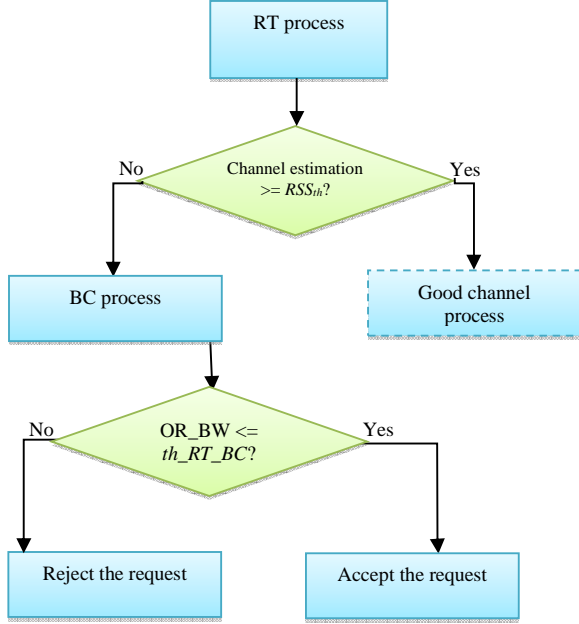 RT process
Channel estimation
>= RSSth?
No
Yes
BC process
Good channel
process
OR_BW <=
th_RT_BC?
No
Yes
Reject the request
Accept the request